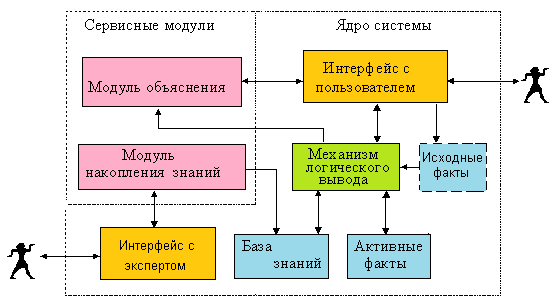 Сервисные модули
Ядро системы
Модуль объяснения
Интерфейс с
пользователем
Модуль
накопления знаний
Механизм
логического
вывода
Исходные
факты
Интерфейс с
экспертом
База
знаний
Активные
факты